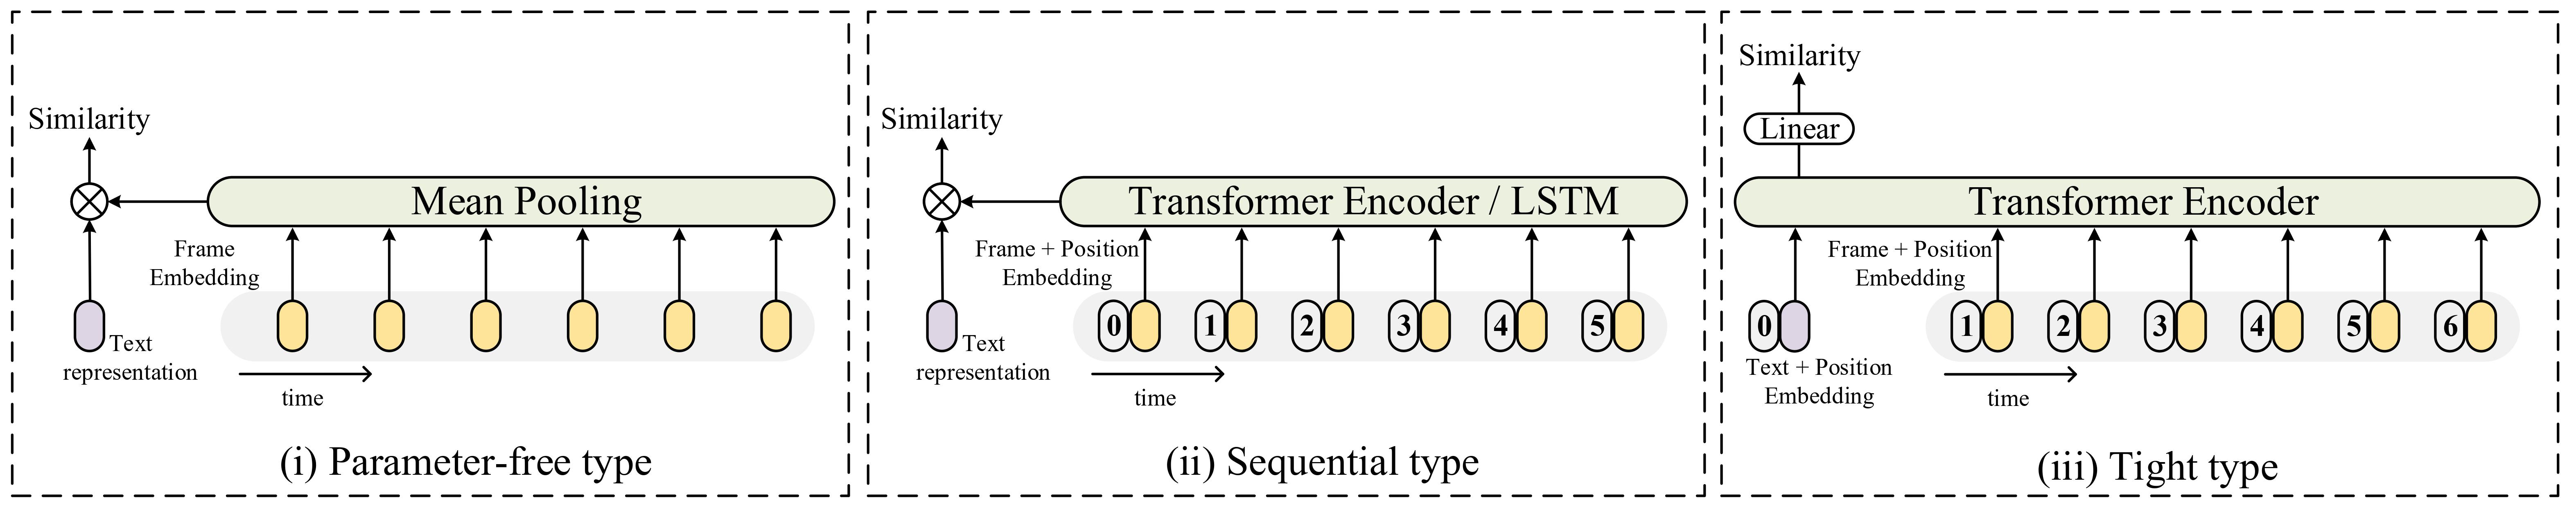 Similarity
Mean Pooling
Frame
Embedding
Text
representation
time
(i) Parameter-free type
Similarity
Transformer Encoder / LSTM
Frame + Position
Embedding
0 1 2 3 4 5
Text
representation
time
(ii) Sequential type
Similarity
Linear
Transformer Encoder
Frame + Position
Embedding
0 1 2 3 4 5 6
Text + Position
Embedding
time
(iii) Tight type